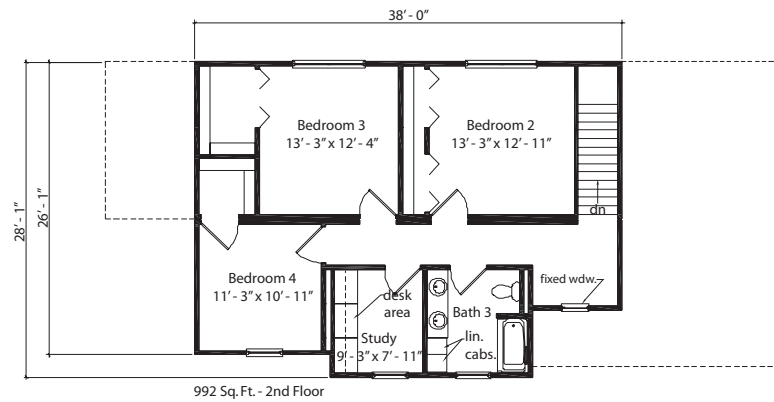 38' - 0"
28' - 1"
26' - 1"
Bedroom 3
13' - 3" x 12' - 4"
Bedroom 2
13' - 3" x 12' - 11"
dn
Bedroom 4
11' - 3" x 10' - 11"
desk
area
Study
9' - 3" x 7' - 11"
Bath 3
lin.
cabs.
fixed wdw.
992 Sq. Ft. - 2nd Floor